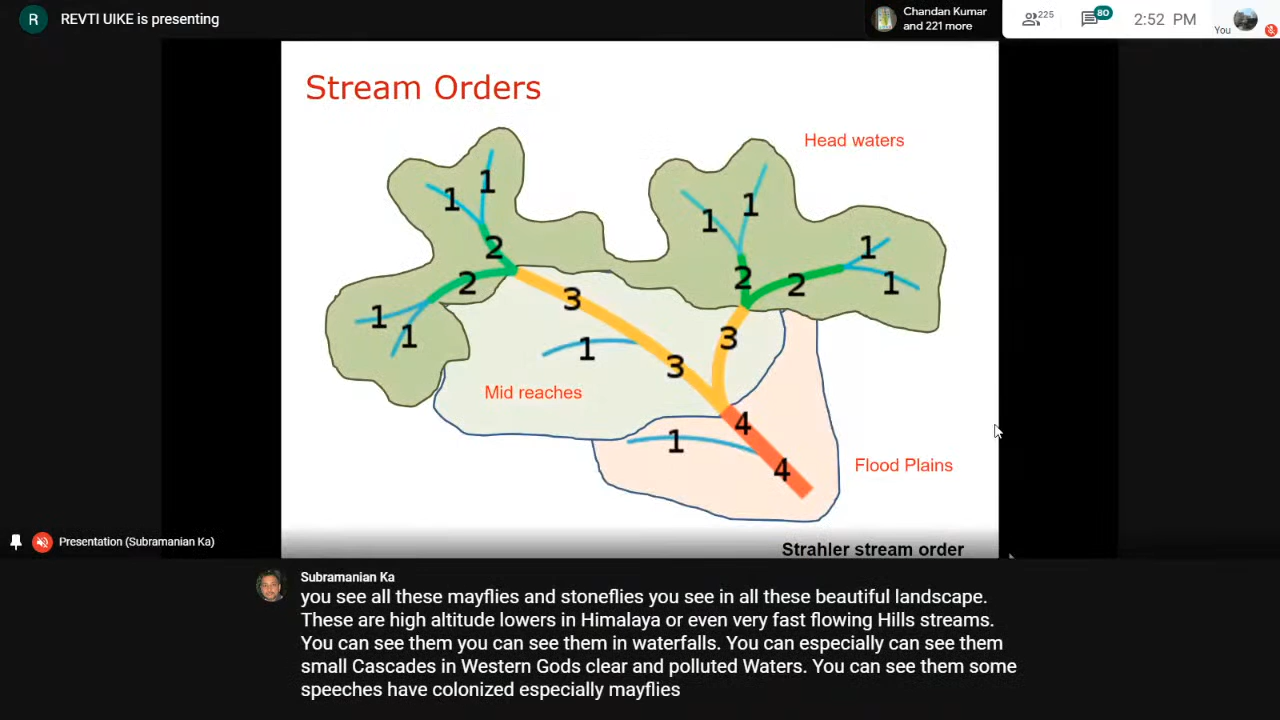 R REVTI UIKE is presenting
Chandan Kumar
and 221 more
225
80
2:52 PM
You
Stream Orders
Head waters
1
1
1
1
2
1
1
2
2
2
1
1
1
3
3
1
3
Mid reaches
4
1
4
Flood Plains
Strahler stream order
Presentation (Subramanian Ka)
Subramanian Ka
you see all these mayflies and stoneflies you see in all these beautiful landscape.
These are high altitude lowers in Himalaya or even very fast flowing Hills streams.
You can see them you can see them in waterfalls. You can especially can see them
small Cascades in Western Gods clear and polluted Waters. You can see them some
speeches have colonized especially mayflies